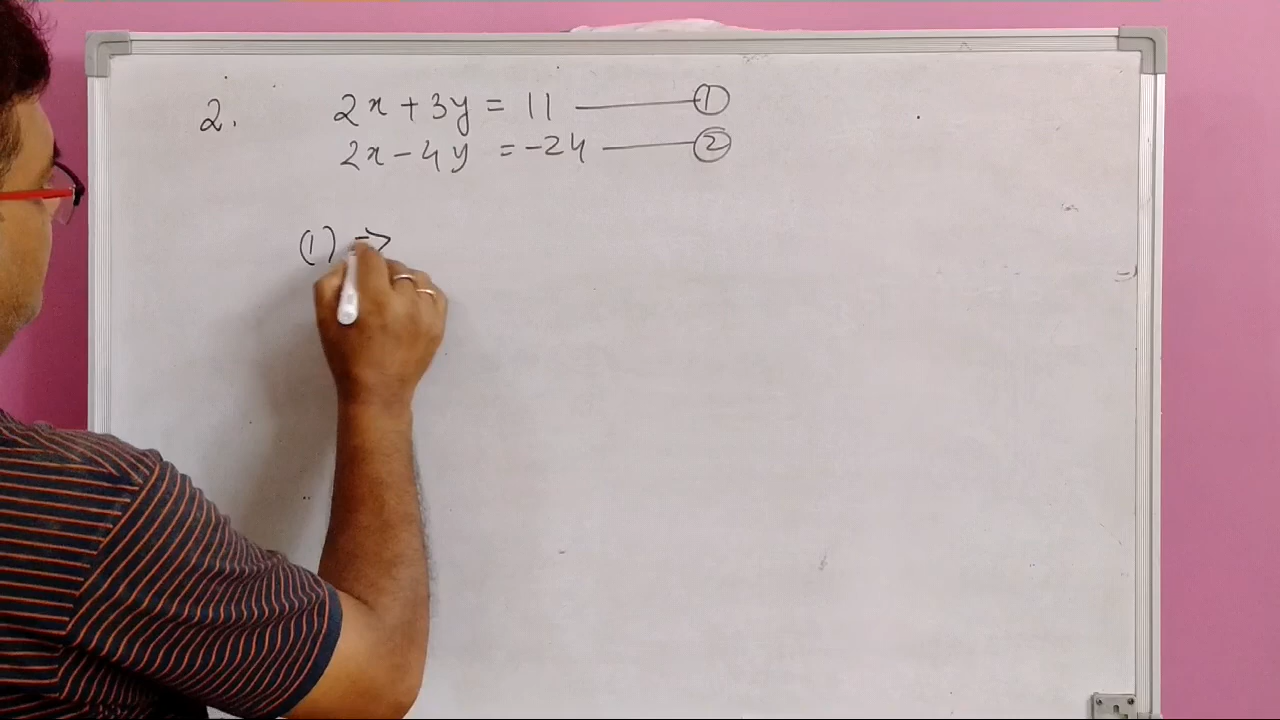 2. 2x + 3y = 11 ——— ①
2x - 4y = -24 ——— ②
(1) ⇒